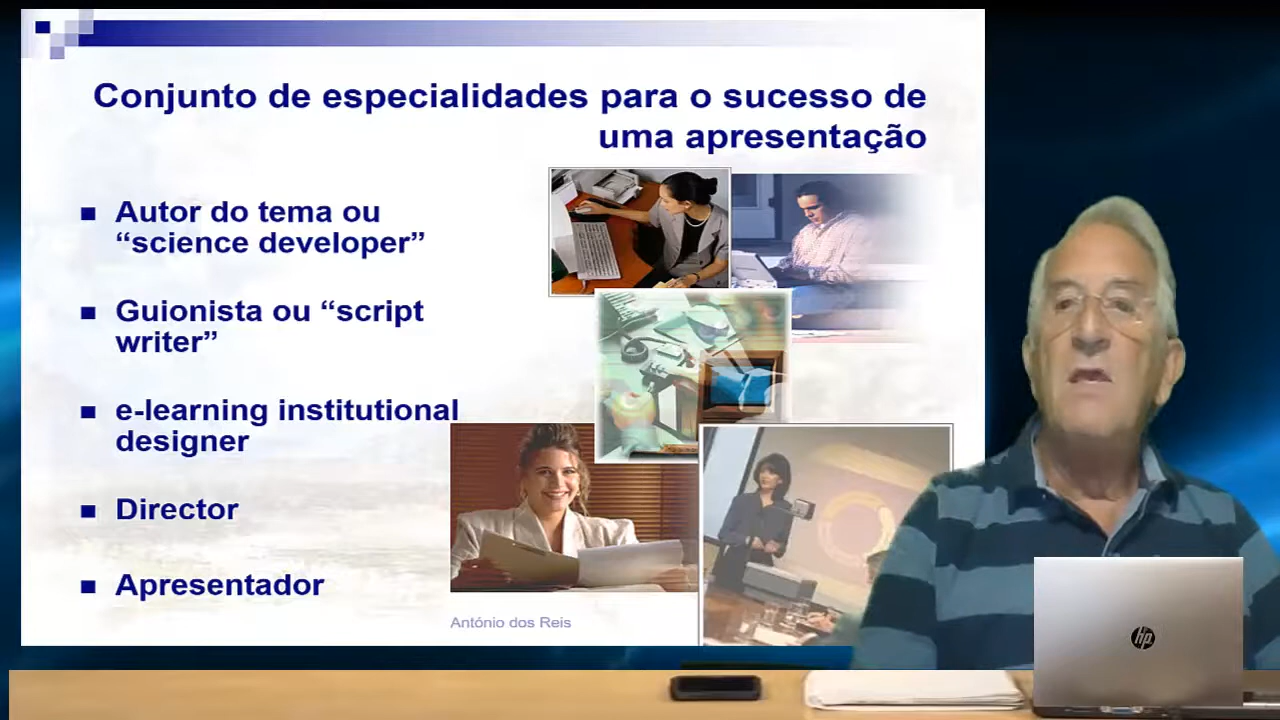 Conjunto de especialidades para o sucesso de
uma apresentação
Autor do tema ou
“science developer”
Guionista ou “script
writer”
e-learning institutional
designer
Director
Apresentador
António dos Reis
hp